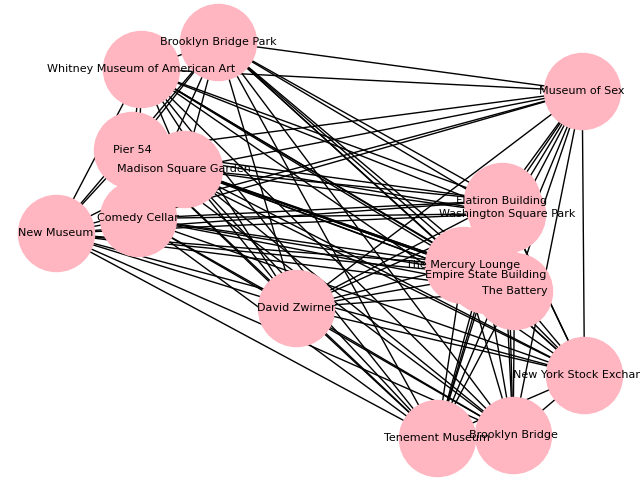 Brooklyn Bridge Park
Whitney Museum of American Art
Museum of Sex
Pier 54
Madison Square Garden
Flatiron Building
Washington Square Park
Comedy Cellar
New Museum
The Mercury Lounge
Empire State Building
The Battery
David Zwirner
New York Stock Exchar
Tenement Museum
Brooklyn Bridge